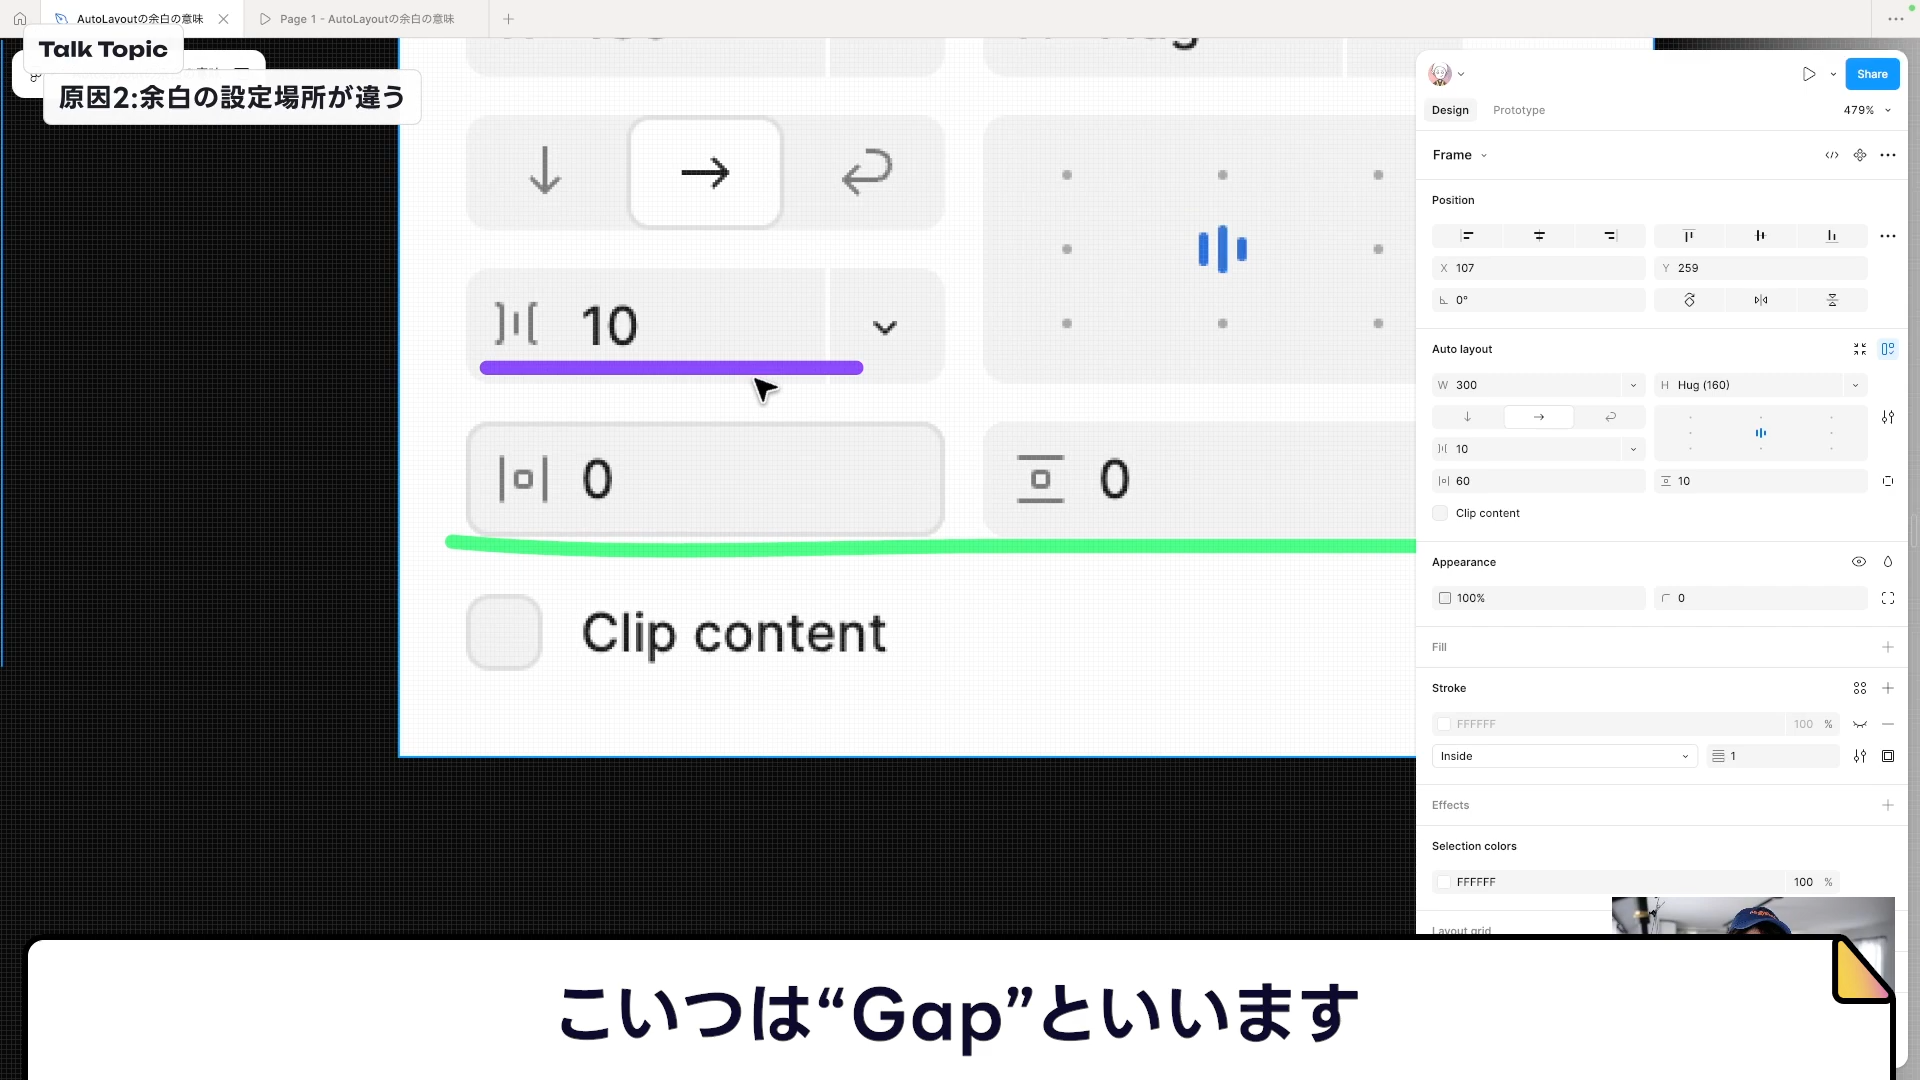 AutoLayoutの余白の意味
Page 1 - AutoLayoutの余白の意味
Talk Topic
原因2:余白の設定場所が違う
Share
Design
Prototype
479%
Frame
Position
X 107
Y 259
0°
Auto layout
W 300
H Hug (160)
10
60
10
Clip content
Appearance
100%
0
Fill
Stroke
FFFFFF
100 %
Inside
1
Effects
Selection colors
FFFFFF
100 %
Layout grid
10
0
0
Clip content
こいつは“Gap”といいます